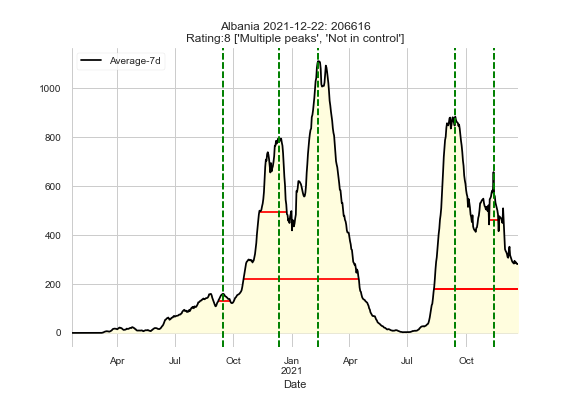 Albania 2021-12-22: 206616
Rating:8 ['Multiple peaks', 'Not in control']
Average-7d
1000
800
600
400
200
0
Apr Jul Oct Jan Apr Jul Oct
2021
Date